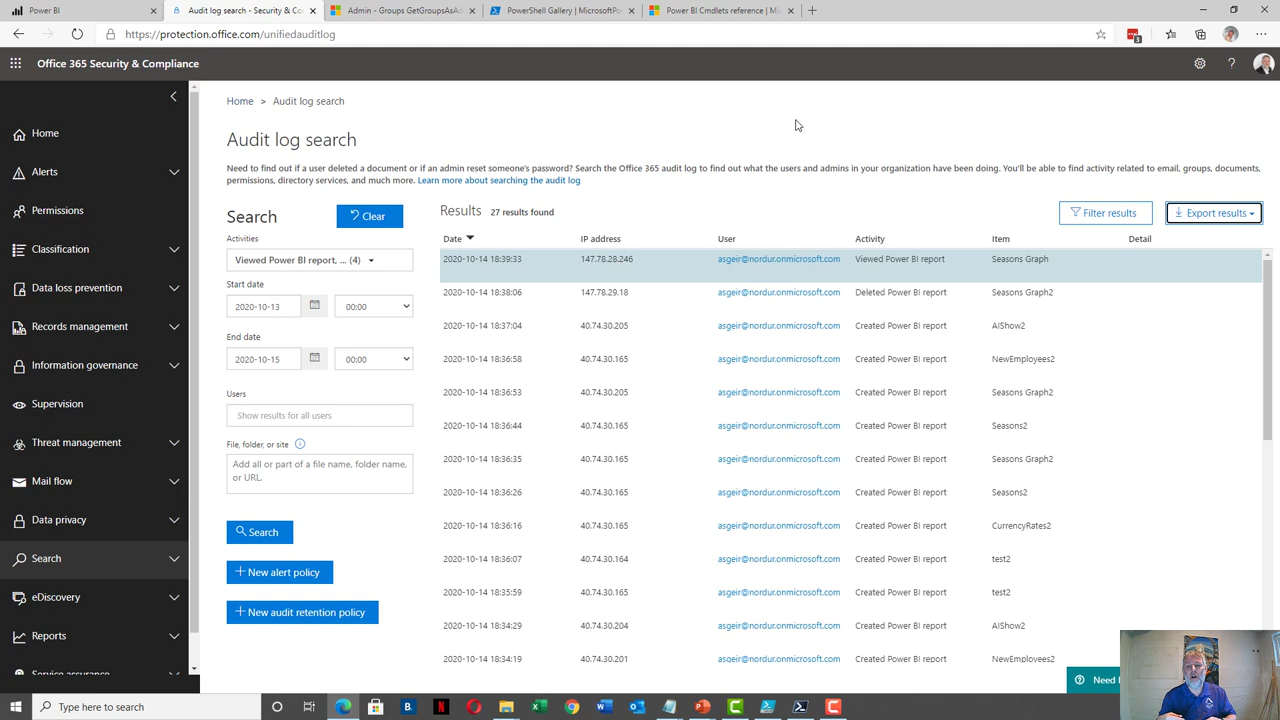 Power BI
Audit log search - Security & Co
Admin - Groups GetGroupsAsAd
PowerShell Gallery | MicrosoftPo
Power BI Cmdlets reference | Mi
https://protection.office.com/unifiedauditlog
3
Office 365 Security & Compliance
Home
Alerts
Permissions
Classification
Data loss prevention
Records management
Information governance
Supervision
Threat management
Mail flow
Data privacy
Search
eDiscovery
Reports
Service assurance
Home > Audit log search
Audit log search
Need to find out if a user deleted a document or if an admin reset someone's password? Search the Office 365 audit log to find out what the users and admins in your organization have been doing. You'll be able to find activity related to email, groups, documents,
permissions, directory services, and much more. Learn more about searching the audit log
Search
Clear
Activities
Viewed Power BI report, ... (4)
Start date
2020-10-13 00:00
End date
2020-10-15 00:00
Users
Show results for all users
File, folder, or site
Add all or part of a file name, folder name,
or URL.
Search
New alert policy
New audit retention policy
Results 27 results found
Filter results
Export results
Date IP address User Activity Item Detail
2020-10-14 18:39:33 147.78.28.246 asgeir@nordur.onmicrosoft.com Viewed Power BI report Seasons Graph
2020-10-14 18:38:06 147.78.29.18 asgeir@nordur.onmicrosoft.com Deleted Power BI report Seasons Graph2
2020-10-14 18:37:04 40.74.30.205 asgeir@nordur.onmicrosoft.com Created Power BI report AIShow2
2020-10-14 18:36:58 40.74.30.165 asgeir@nordur.onmicrosoft.com Created Power BI report NewEmployees2
2020-10-14 18:36:53 40.74.30.205 asgeir@nordur.onmicrosoft.com Created Power BI report Seasons Graph2
2020-10-14 18:36:44 40.74.30.165 asgeir@nordur.onmicrosoft.com Created Power BI report Seasons2
2020-10-14 18:36:35 40.74.30.165 asgeir@nordur.onmicrosoft.com Created Power BI report Seasons Graph2
2020-10-14 18:36:26 40.74.30.165 asgeir@nordur.onmicrosoft.com Created Power BI report Seasons2
2020-10-14 18:36:16 40.74.30.165 asgeir@nordur.onmicrosoft.com Created Power BI report CurrencyRates2
2020-10-14 18:36:07 40.74.30.164 asgeir@nordur.onmicrosoft.com Created Power BI report test2
2020-10-14 18:35:59 40.74.30.165 asgeir@nordur.onmicrosoft.com Created Power BI report test2
2020-10-14 18:34:29 40.74.30.204 asgeir@nordur.onmicrosoft.com Created Power BI report AIShow2
2020-10-14 18:34:19 40.74.30.201 asgeir@nordur.onmicrosoft.com Created Power BI report NewEmployees2
Need
Type here to search